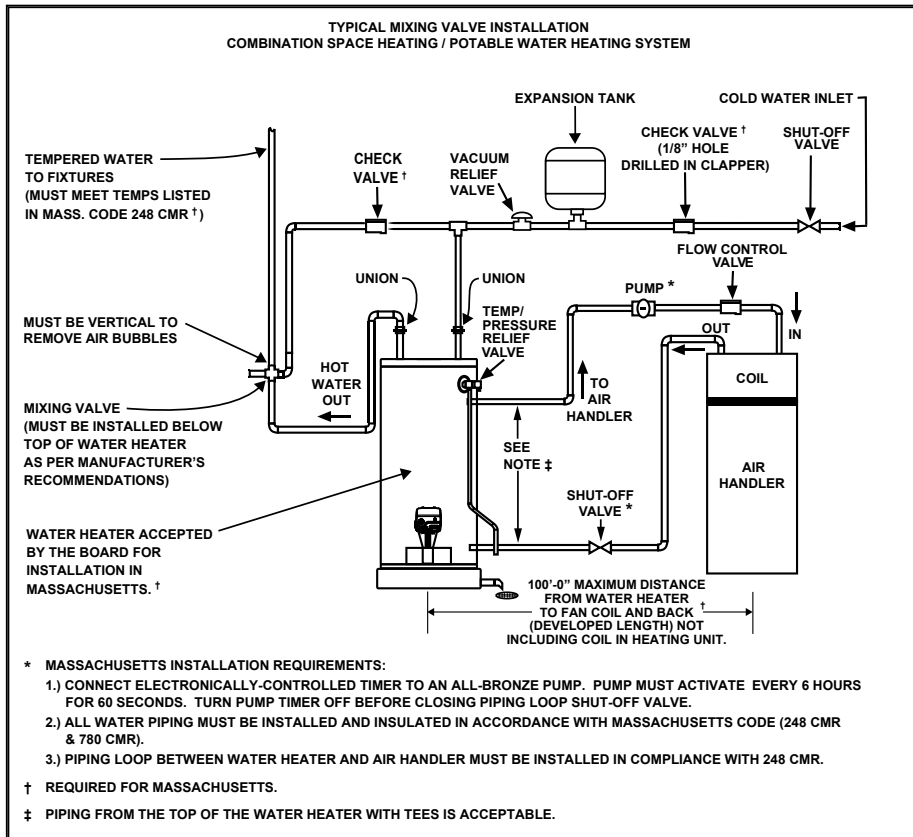 TYPICAL MIXING VALVE INSTALLATION
COMBINATION SPACE HEATING / POTABLE WATER HEATING SYSTEM
EXPANSION TANK
COLD WATER INLET
CHECK VALVE †
(1/8” HOLE
DRILLED IN CLAPPER)
SHUT-OFF
VALVE
TEMPERED WATER
TO FIXTURES
(MUST MEET TEMPS LISTED
IN MASS. CODE 248 CMR †)
CHECK
VALVE †
VACUUM
RELIEF
VALVE
FLOW CONTROL
VALVE
UNION
UNION
PUMP *
TEMP/
PRESSURE
RELIEF
VALVE
OUT
IN
MUST BE VERTICAL TO
REMOVE AIR BUBBLES
HOT
WATER
OUT
TO
AIR
HANDLER
COIL
MIXING VALVE
(MUST BE INSTALLED BELOW
TOP OF WATER HEATER
AS PER MANUFACTURER’S
RECOMMENDATIONS)
SEE
NOTE ‡
AIR
HANDLER
SHUT-OFF
VALVE *
WATER HEATER ACCEPTED
BY THE BOARD FOR
INSTALLATION IN
MASSACHUSETTS. †
100’-0” MAXIMUM DISTANCE
FROM WATER HEATER
TO FAN COIL AND BACK †
(DEVELOPED LENGTH) NOT
INCLUDING COIL IN HEATING UNIT.
* MASSACHUSETTS INSTALLATION REQUIREMENTS:
1.) CONNECT ELECTRONICALLY-CONTROLLED TIMER TO AN ALL-BRONZE PUMP. PUMP MUST ACTIVATE EVERY 6 HOURS
FOR 60 SECONDS. TURN PUMP TIMER OFF BEFORE CLOSING PIPING LOOP SHUT-OFF VALVE.
2.) ALL WATER PIPING MUST BE INSTALLED AND INSULATED IN ACCORDANCE WITH MASSACHUSETTS CODE (248 CMR
& 780 CMR).
3.) PIPING LOOP BETWEEN WATER HEATER AND AIR HANDLER MUST BE INSTALLED IN COMPLIANCE WITH 248 CMR.
† REQUIRED FOR MASSACHUSETTS.
‡ PIPING FROM THE TOP OF THE WATER HEATER WITH TEES IS ACCEPTABLE.